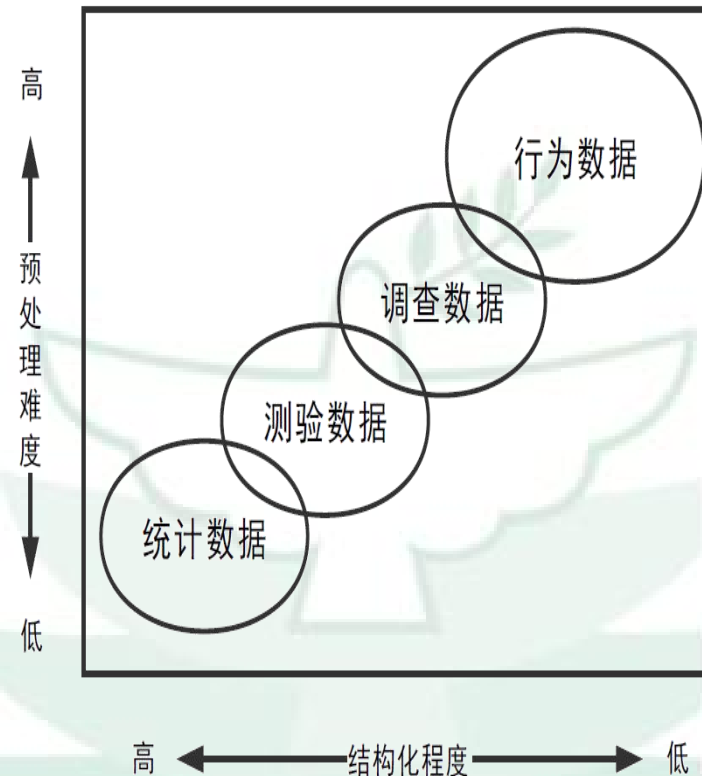 高
行为数据
预处理难度
调查数据
测验数据
统计数据
低
高
结构化程度
低